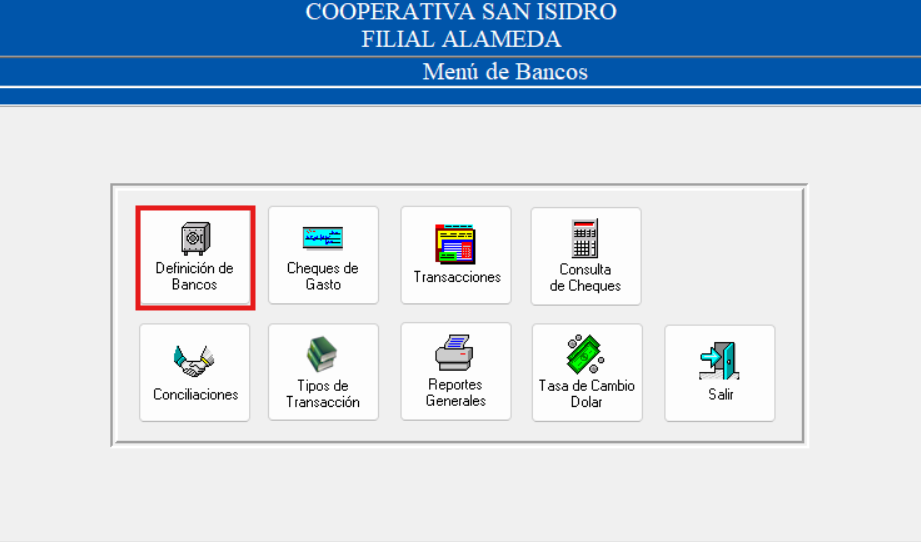 COOPERATIVA SAN ISIDRO
FILIAL ALAMEDA
Menú de Bancos
Definición de
Bancos
Cheques de
Gasto
Transacciones
Consulta
de Cheques
Conciliaciones
Tipos de
Transacción
Reportes
Generales
Tasa de Cambio
Dolar
Salir